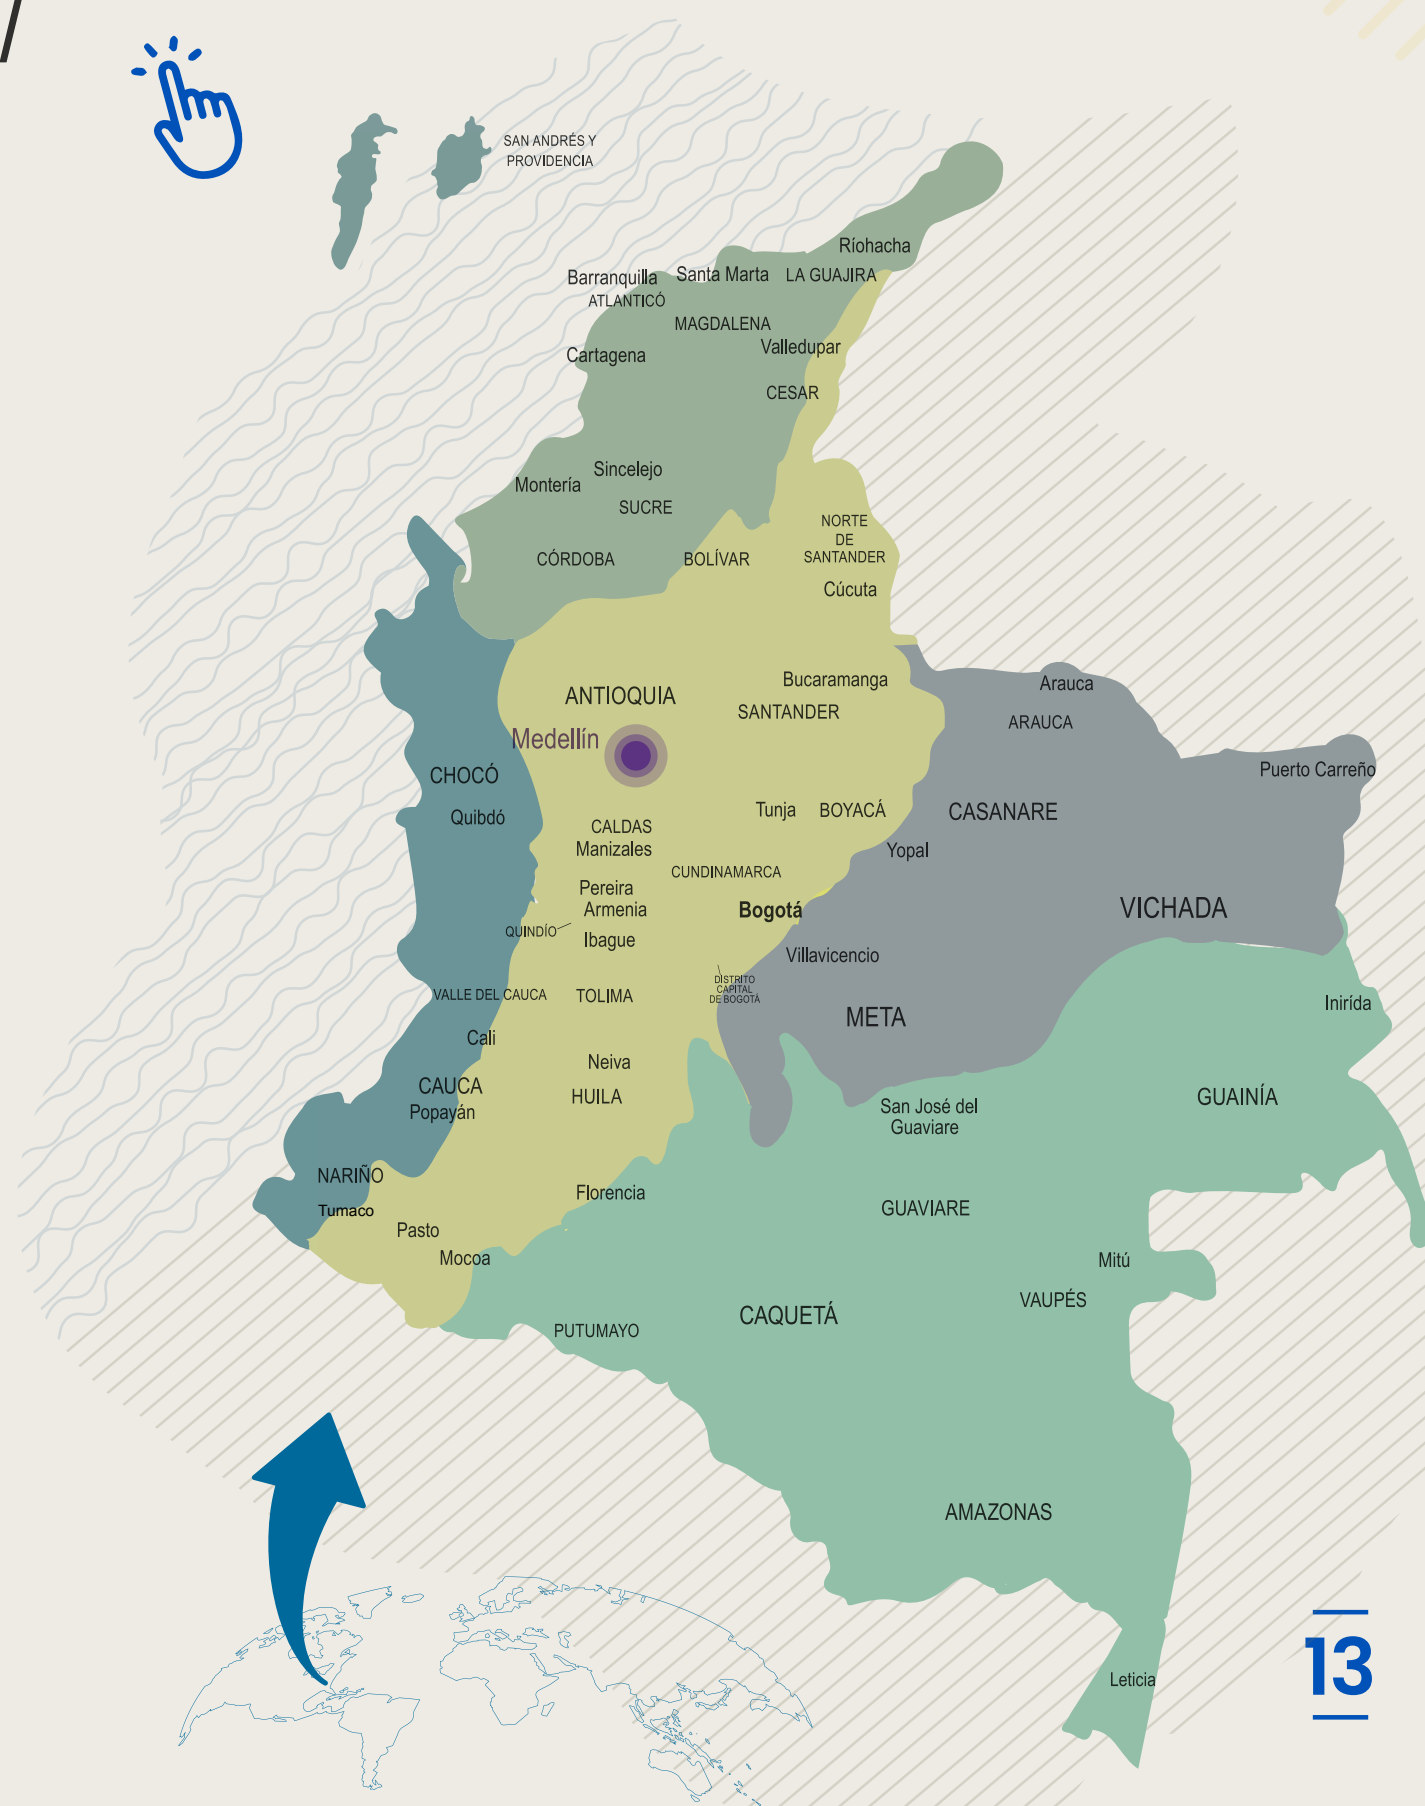 SAN ANDRÉS Y
PROVIDENCIA
Ríohacha
Barranquilla
Santa Marta
LA GUAJIRA
ATLANTICÓ
MAGDALENA
Cartagena
Valledupar
CESAR
Sincelejo
Montería
SUCRE
NORTE
DE
SANTANDER
CÓRDOBA
BOLÍVAR
Cúcuta
Bucaramanga
Arauca
ANTIOQUIA
SANTANDER
ARAUCA
Medellín
CHOCÓ
Puerto Carreño
Quibdó
Tunja
BOYACÁ
CASANARE
CALDAS
Manizales
Yopal
CUNDINAMARCA
Pereira
Armenia
Bogotá
VICHADA
QUINDÍO
Ibague
Villavicencio
DISTRITO
CAPITAL
DE BOGOTÁ
VALLE DEL CAUCA
TOLIMA
Inirída
META
Cali
Neiva
CAUCA
HUILA
GUAINÍA
Popayán
San José del
Guaviare
NARIÑO
Florencia
Tumaco
GUAVIARE
Pasto
Mocoa
Mitú
VAUPÉS
CAQUETÁ
PUTUMAYO
AMAZONAS
13
Leticia